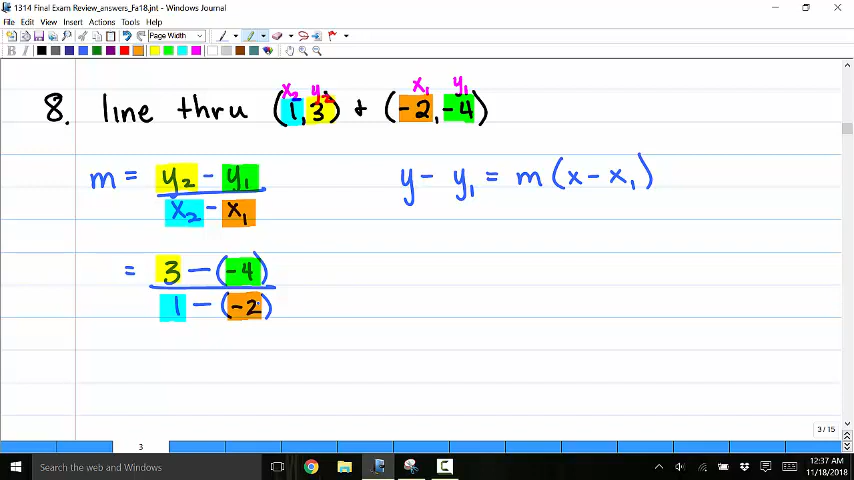 1314 Final Exam Review_answers_Fa18.jnt - Windows Journal
File Edit View Insert Actions Tools Help
Page Width
B I
x₂ y₂ x₁ y₁
8. line thru (1,3) + (-2,-4)
m = y₂ - y₁ / x₂ - x₁ y - y₁ = m(x - x₁)
= 3 - (-4) / 1 - (-2)
3/15
3
Search the web and Windows
12:37 AM
11/18/2018